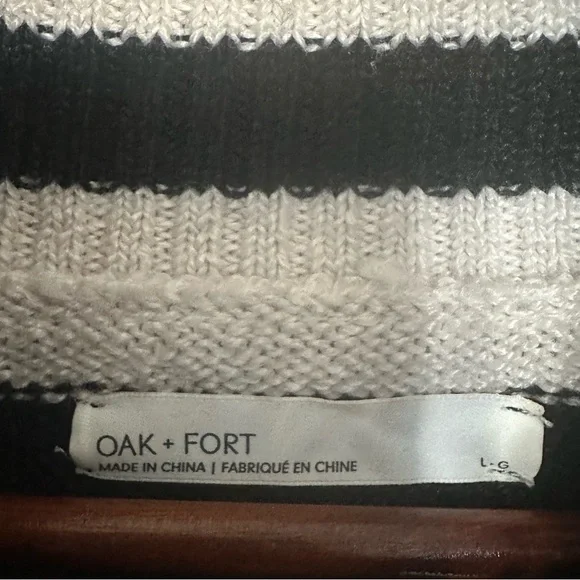 OAK + FORT
MADE IN CHINA | FABRIQUÉ EN CHINE
L-G